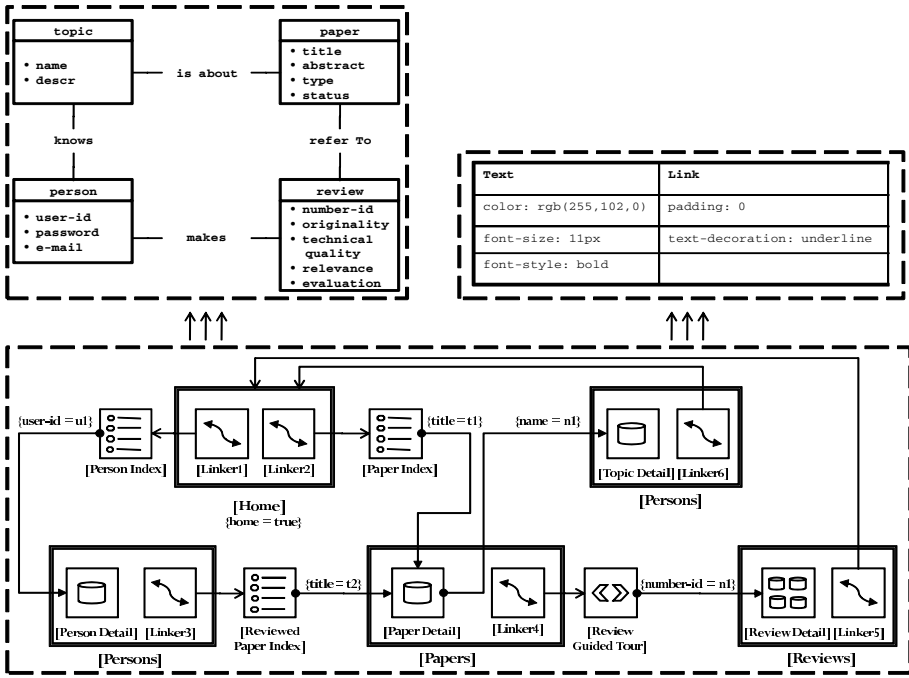 topic
• name
• descr
is about
paper
• title
• abstract
• type
• status
knows
refer To
person
• user-id
• password
• e-mail
makes
review
• number-id
• originality
• technical
quality
• relevance
• evaluation
Text Link
color: rgb(255,102,0) padding: 0
font-size: 11px text-decoration: underline
font-style: bold
{user-id = u1}
[Person Index]
[Linker1]
[Linker2]
[Home]
{home = true}
{title = t1}
[Paper Index]
{name = n1}
[Topic Detail]
[Linker6]
[Persons]
[Person Detail]
[Linker3]
[Persons]
{title = t2}
[Reviewed
Paper Index]
[Paper Detail]
[Linker4]
[Papers]
[Review
Guided Tour]
{number-id = n1}
[Review Detail]
[Linker5]
[Reviews]